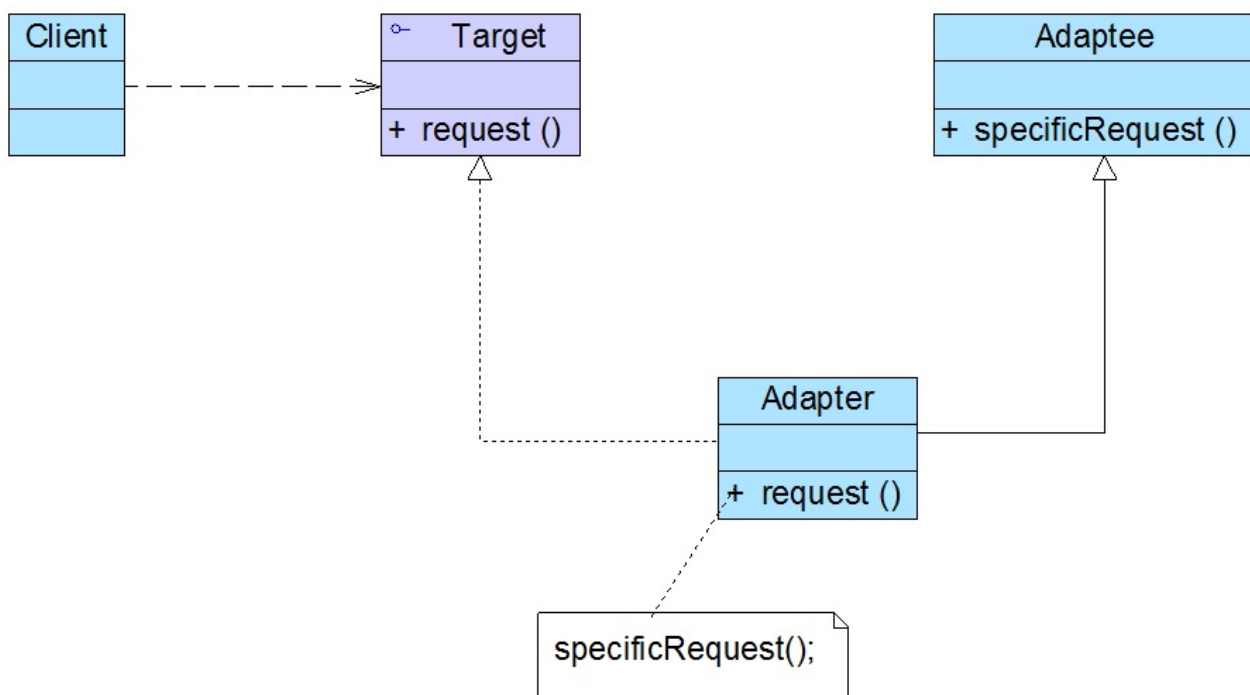 Client
Target
+ request ()
Adaptee
+ specificRequest ()
Adapter
+ request ()
specificRequest();